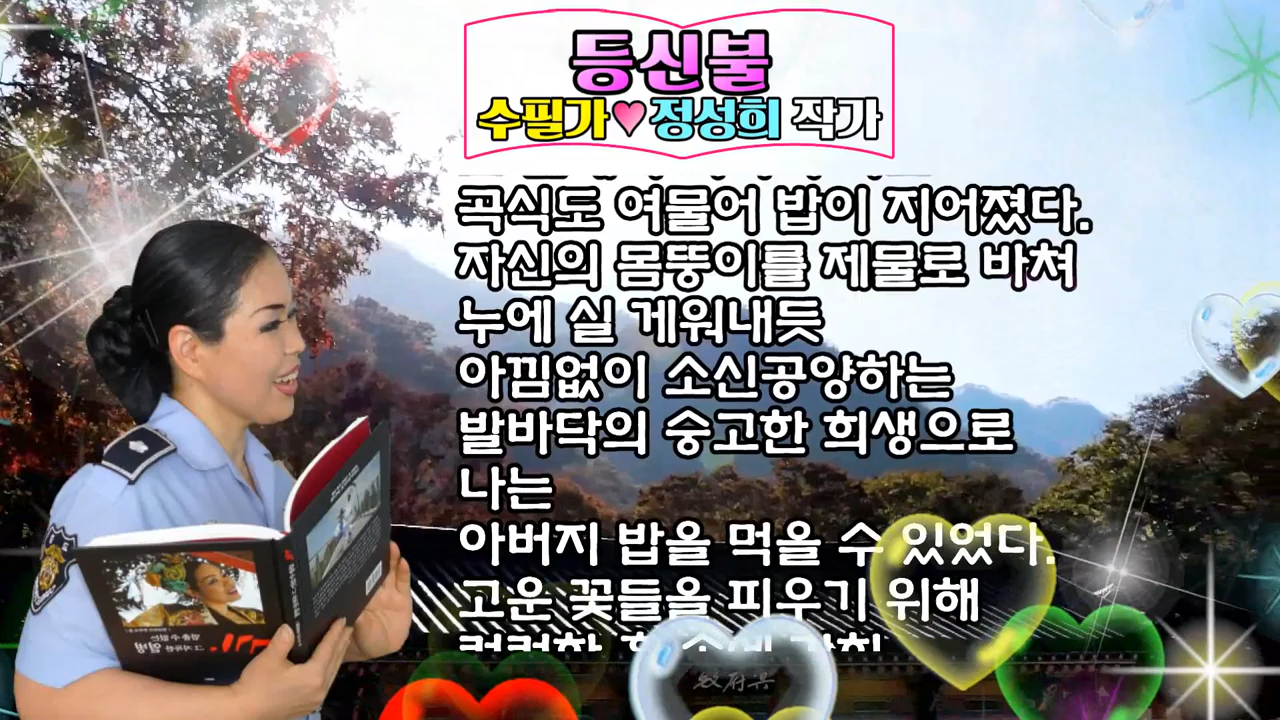 등신불
수필가♥정성희 작가
곡식도 여물어 밥이 지어졌다.
자신의 몸뚱이를 제물로 바쳐
누에 실 게워내듯
아낌없이 소신공양하는
발바닥의 숭고한 희생으로
나는
아버지 밥을 먹을 수 있었다.
고운 꽃들을 피우기 위해